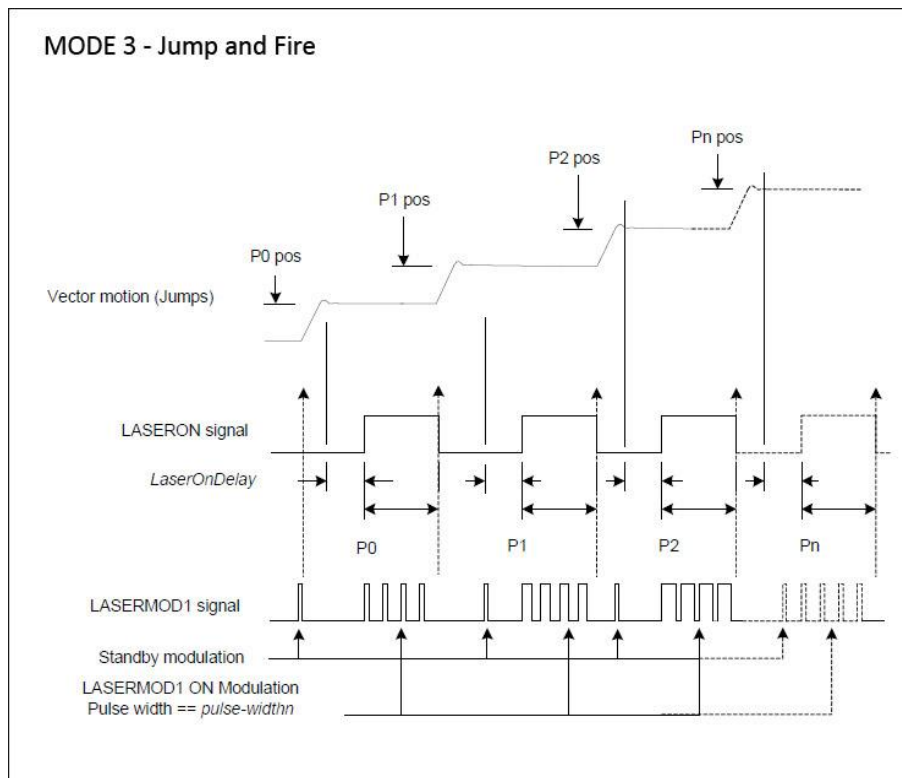 MODE 3 - Jump and Fire
Pn pos
P2 pos
P1 pos
P0 pos
Vector motion (Jumps)
LASERON signal
LaserOnDelay
P0
P1
P2
Pn
LASERMOD1 signal
Standby modulation
LASERMOD1 ON Modulation
Pulse width == pulse-widthn